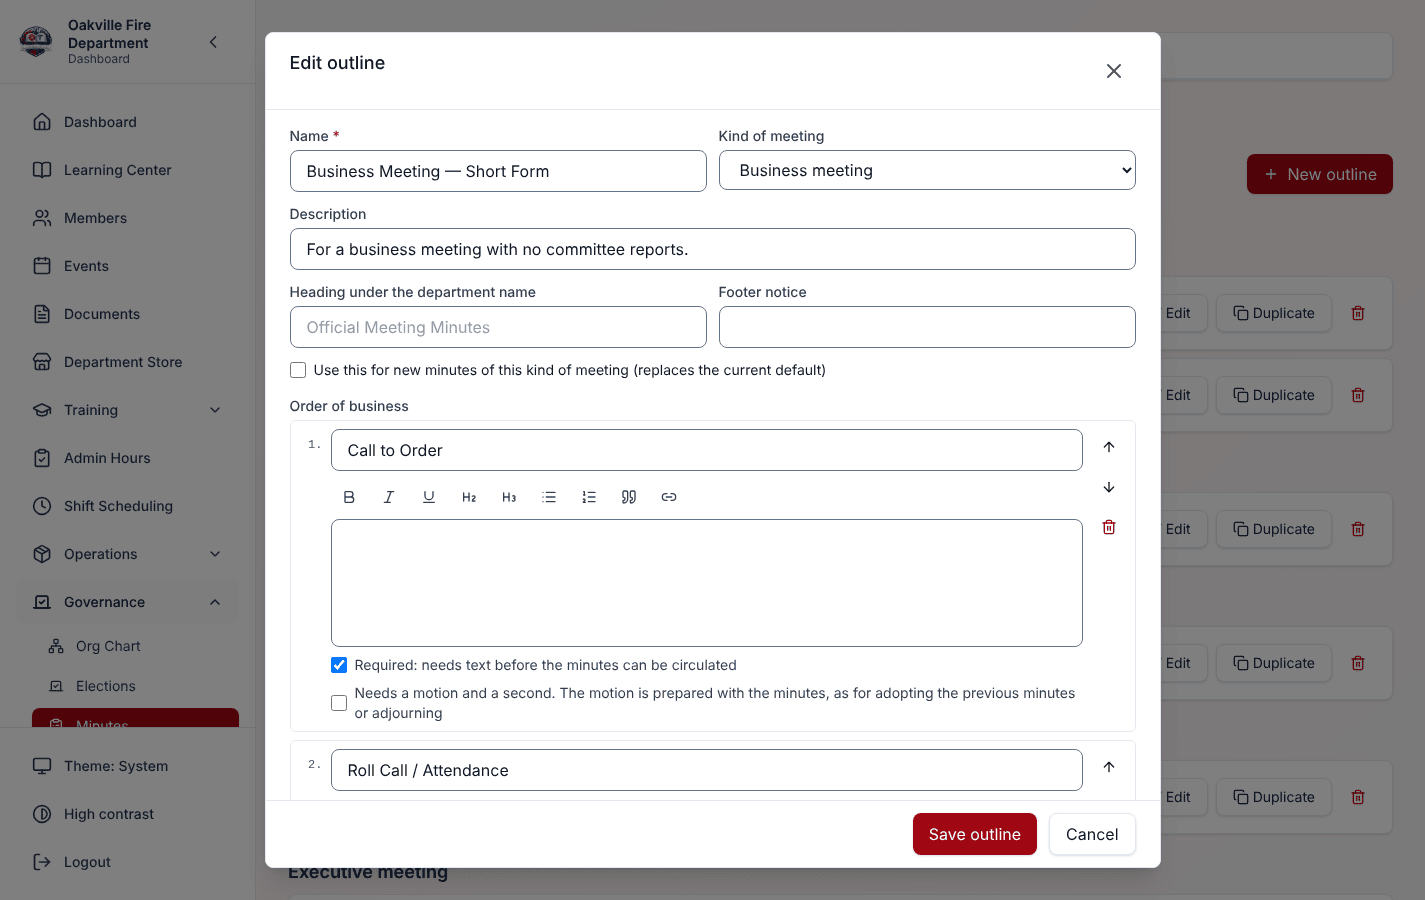 Oakville Fire
Department
Dashboard
Dashboard
Learning Center
Members
Events
Documents
Department Store
Training
Admin Hours
Shift Scheduling
Operations
Governance
Org Chart
Elections
Minutes
Theme: System
High contrast
Logout
Edit outline
Name *
Kind of meeting
Business Meeting — Short Form
Business meeting
Description
For a business meeting with no committee reports.
Heading under the department name
Footer notice
Official Meeting Minutes
Use this for new minutes of this kind of meeting (replaces the current default)
Order of business
1. Call to Order
B I U H2 H3
Required: needs text before the minutes can be circulated
Needs a motion and a second. The motion is prepared with the minutes, as for adopting the previous minutes
or adjourning
2. Roll Call / Attendance
Save outline
Cancel
+ New outline
Edit Duplicate
Edit Duplicate
Edit Duplicate
Edit Duplicate
Edit Duplicate
Executive meeting